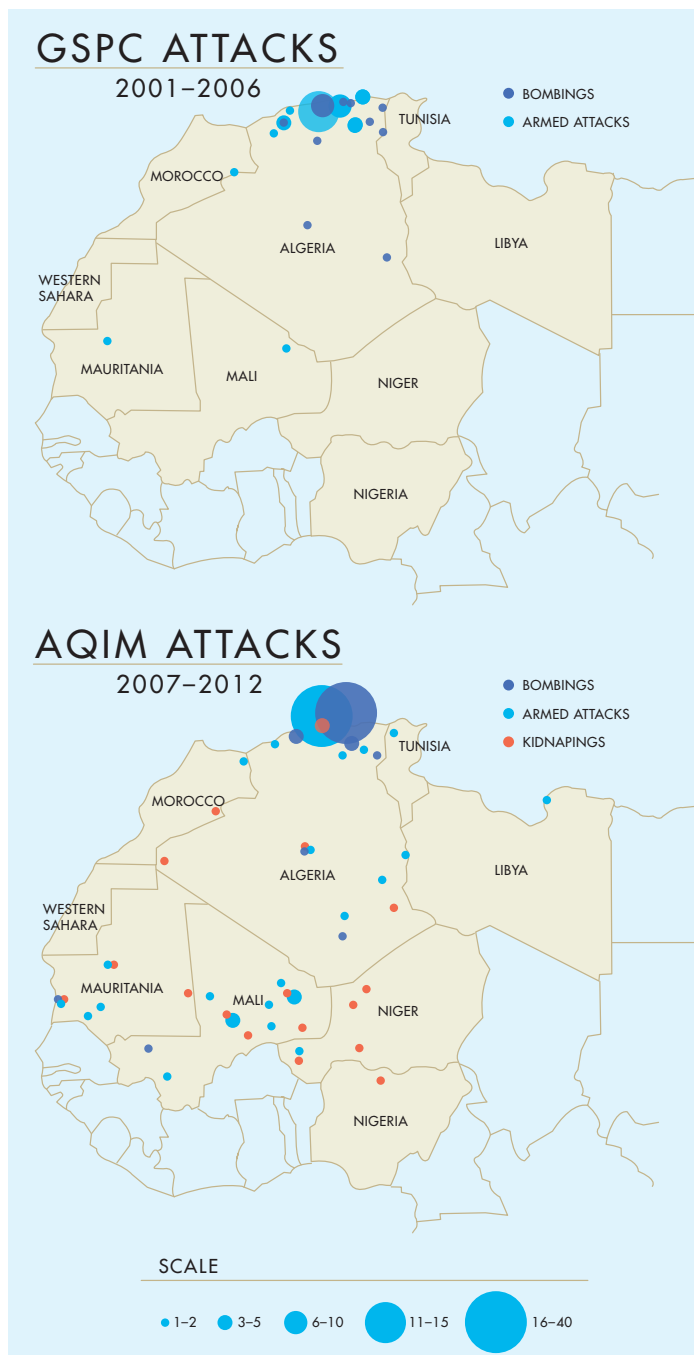 GSPC ATTACKS
2001–2006
BOMBINGS
ARMED ATTACKS
TUNISIA
MOROCCO
ALGERIA
LIBYA
WESTERN
SAHARA
MAURITANIA
MALI
NIGER
NIGERIA
AQIM ATTACKS
2007–2012
BOMBINGS
ARMED ATTACKS
KIDNAPINGS
TUNISIA
MOROCCO
ALGERIA
LIBYA
WESTERN
SAHARA
MAURITANIA
MALI
NIGER
NIGERIA
SCALE
1–2
3–5
6–10
11–15
16–40